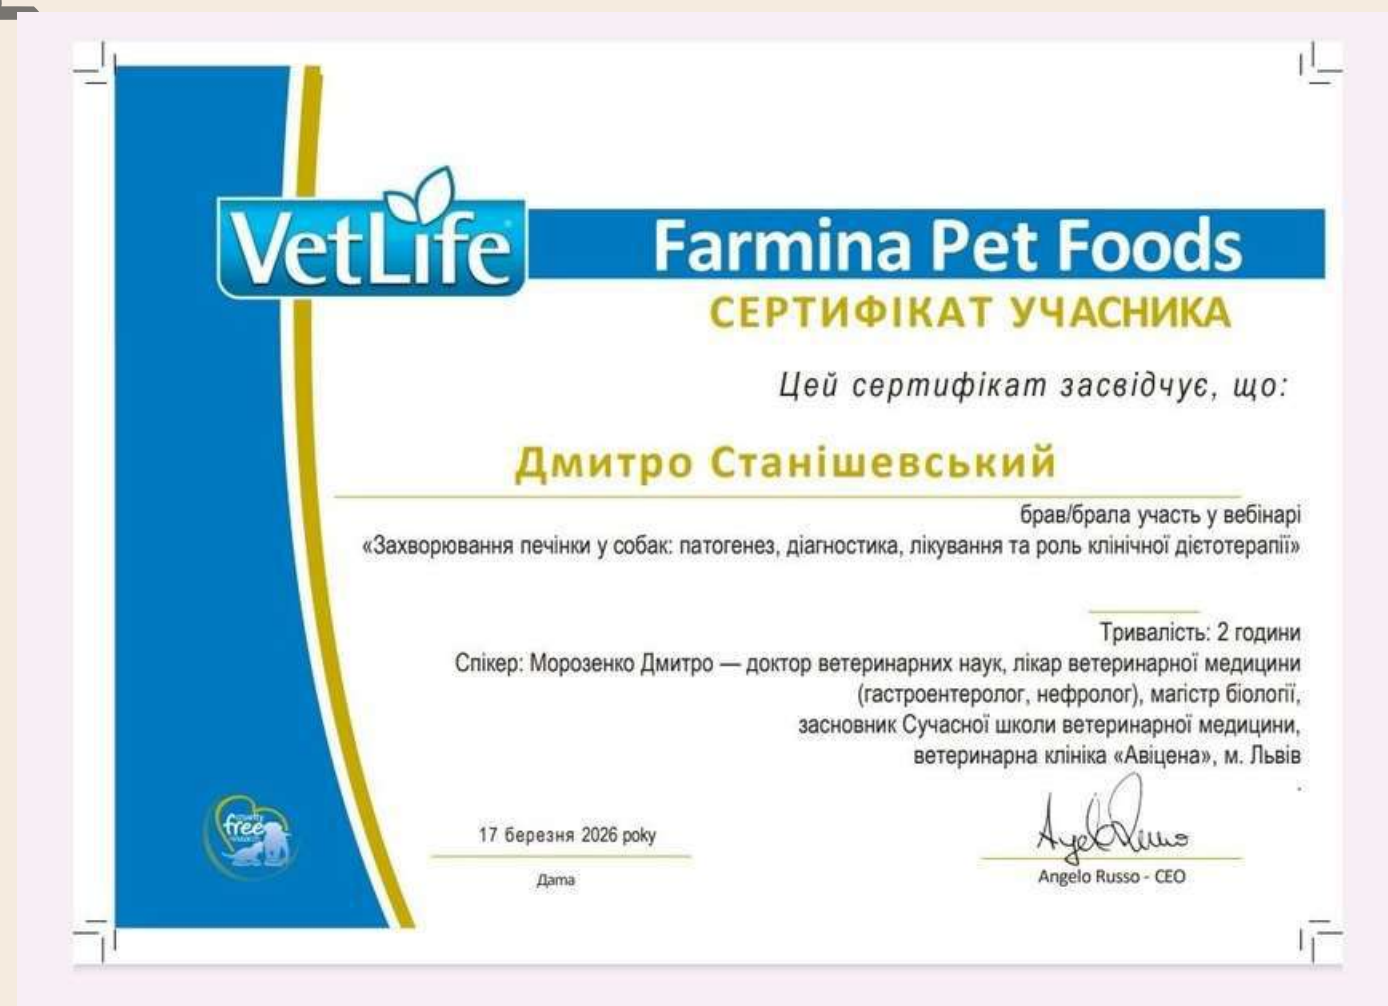 VetLife
Farmina Pet Foods
СЕРТИФІКАТ УЧАСНИКА
Цей сертифікат засвідчує, що:
Дмитро Станішевський
брав/брала участь у вебінарі
«Захворювання печінки у собак: патогенез, діагностика, лікування та роль клінічної дієтотерапії»
Тривалість: 2 години
Спікер: Морозенко Дмитро — доктор ветеринарних наук, лікар ветеринарної медицини
(гастроентеролог, нефролог), магістр біології,
засновник Сучасної школи ветеринарної медицини,
ветеринарна клініка «Авіцена», м. Львів
.
cruelty
free
research
17 березня 2026 року
Дата
Angelo Russo - CEO